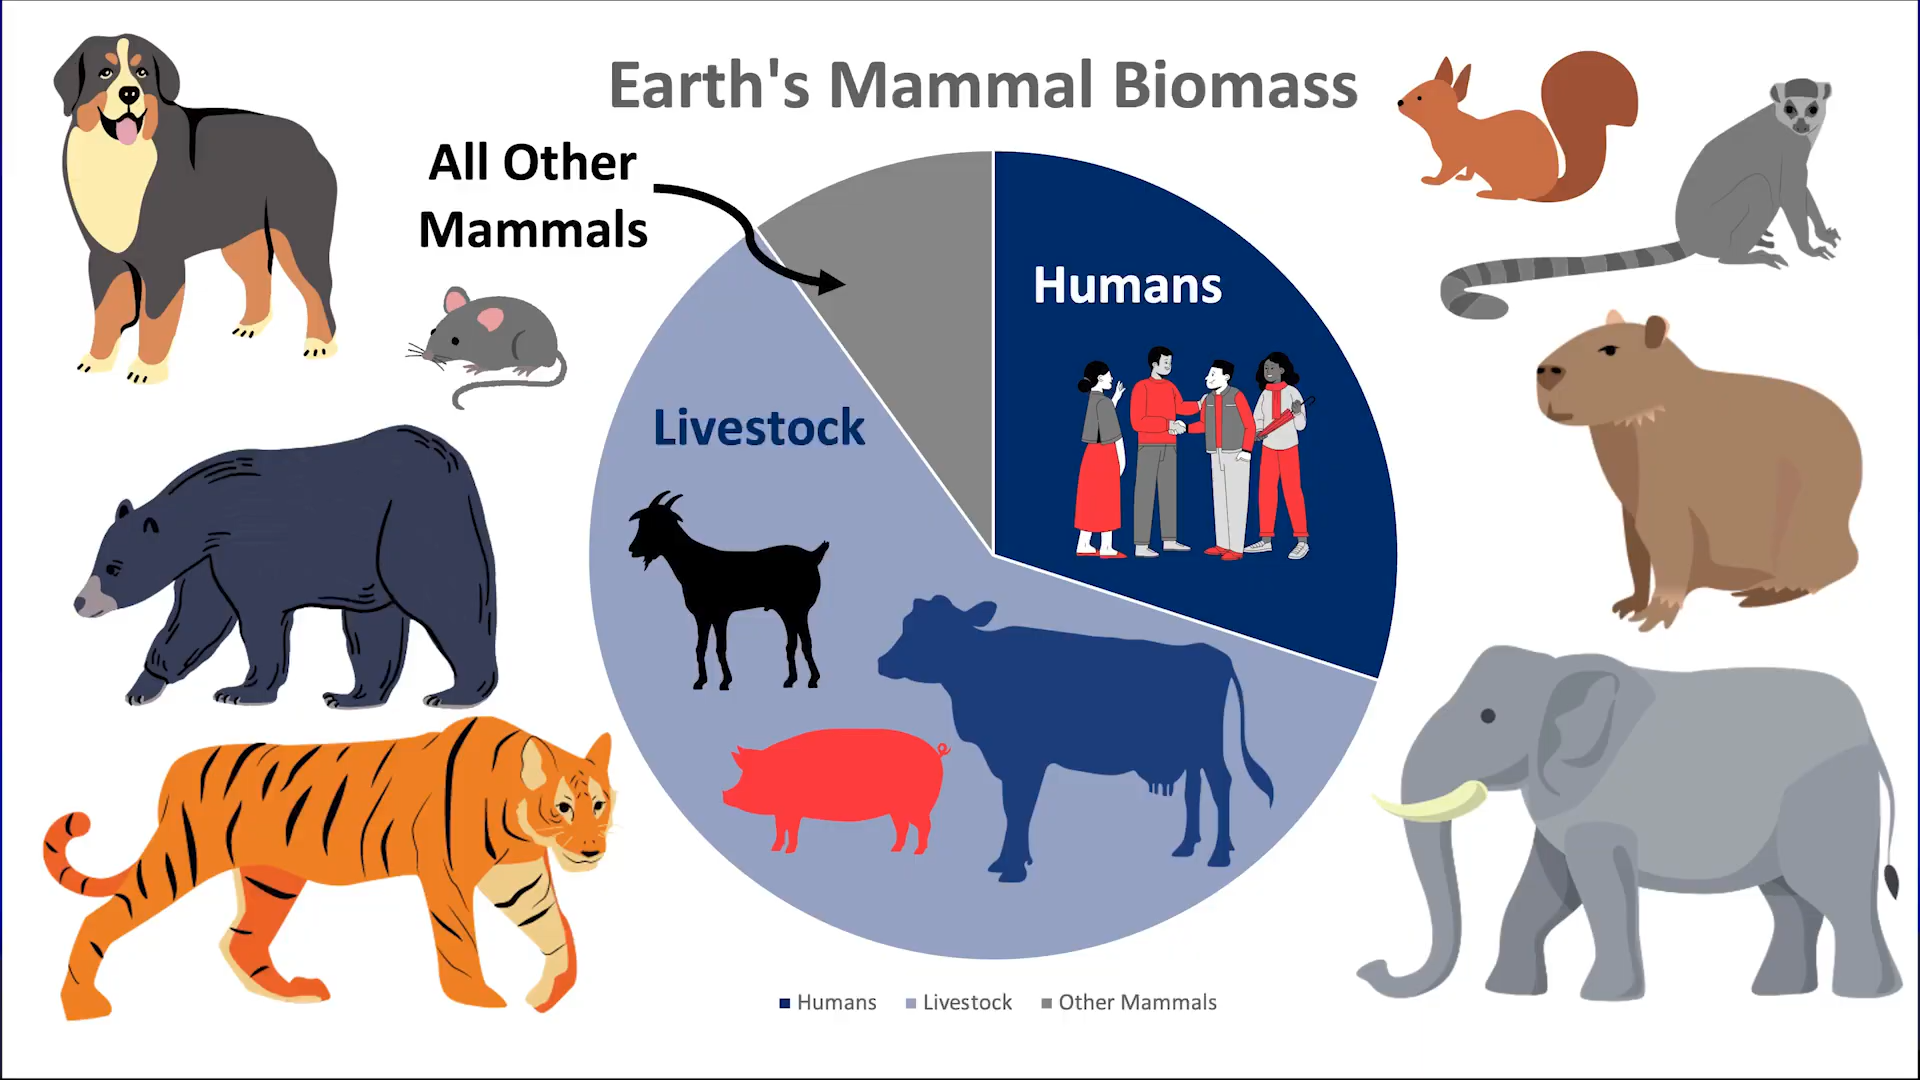 Earth's Mammal Biomass
All Other
Mammals
Humans
Livestock
Humans Livestock Other Mammals